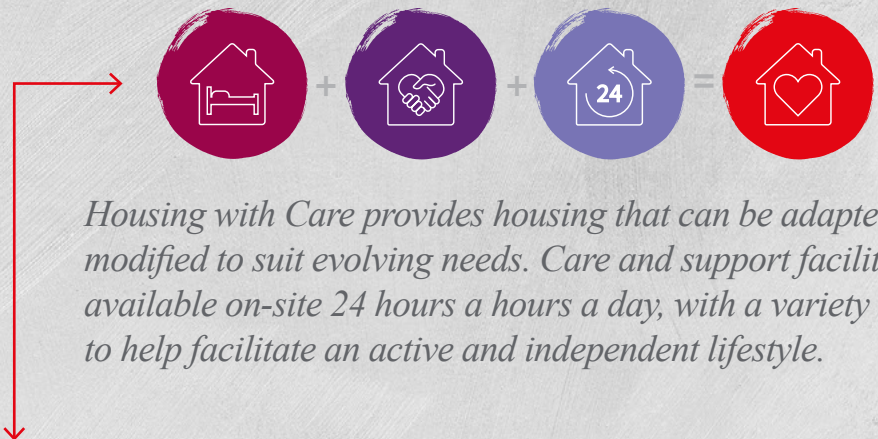 + + 24 =
Housing with Care provides housing that can be adapte
modified to suit evolving needs. Care and support facilit
available on-site 24 hours a hours a day, with a variety
to help facilitate an active and independent lifestyle.